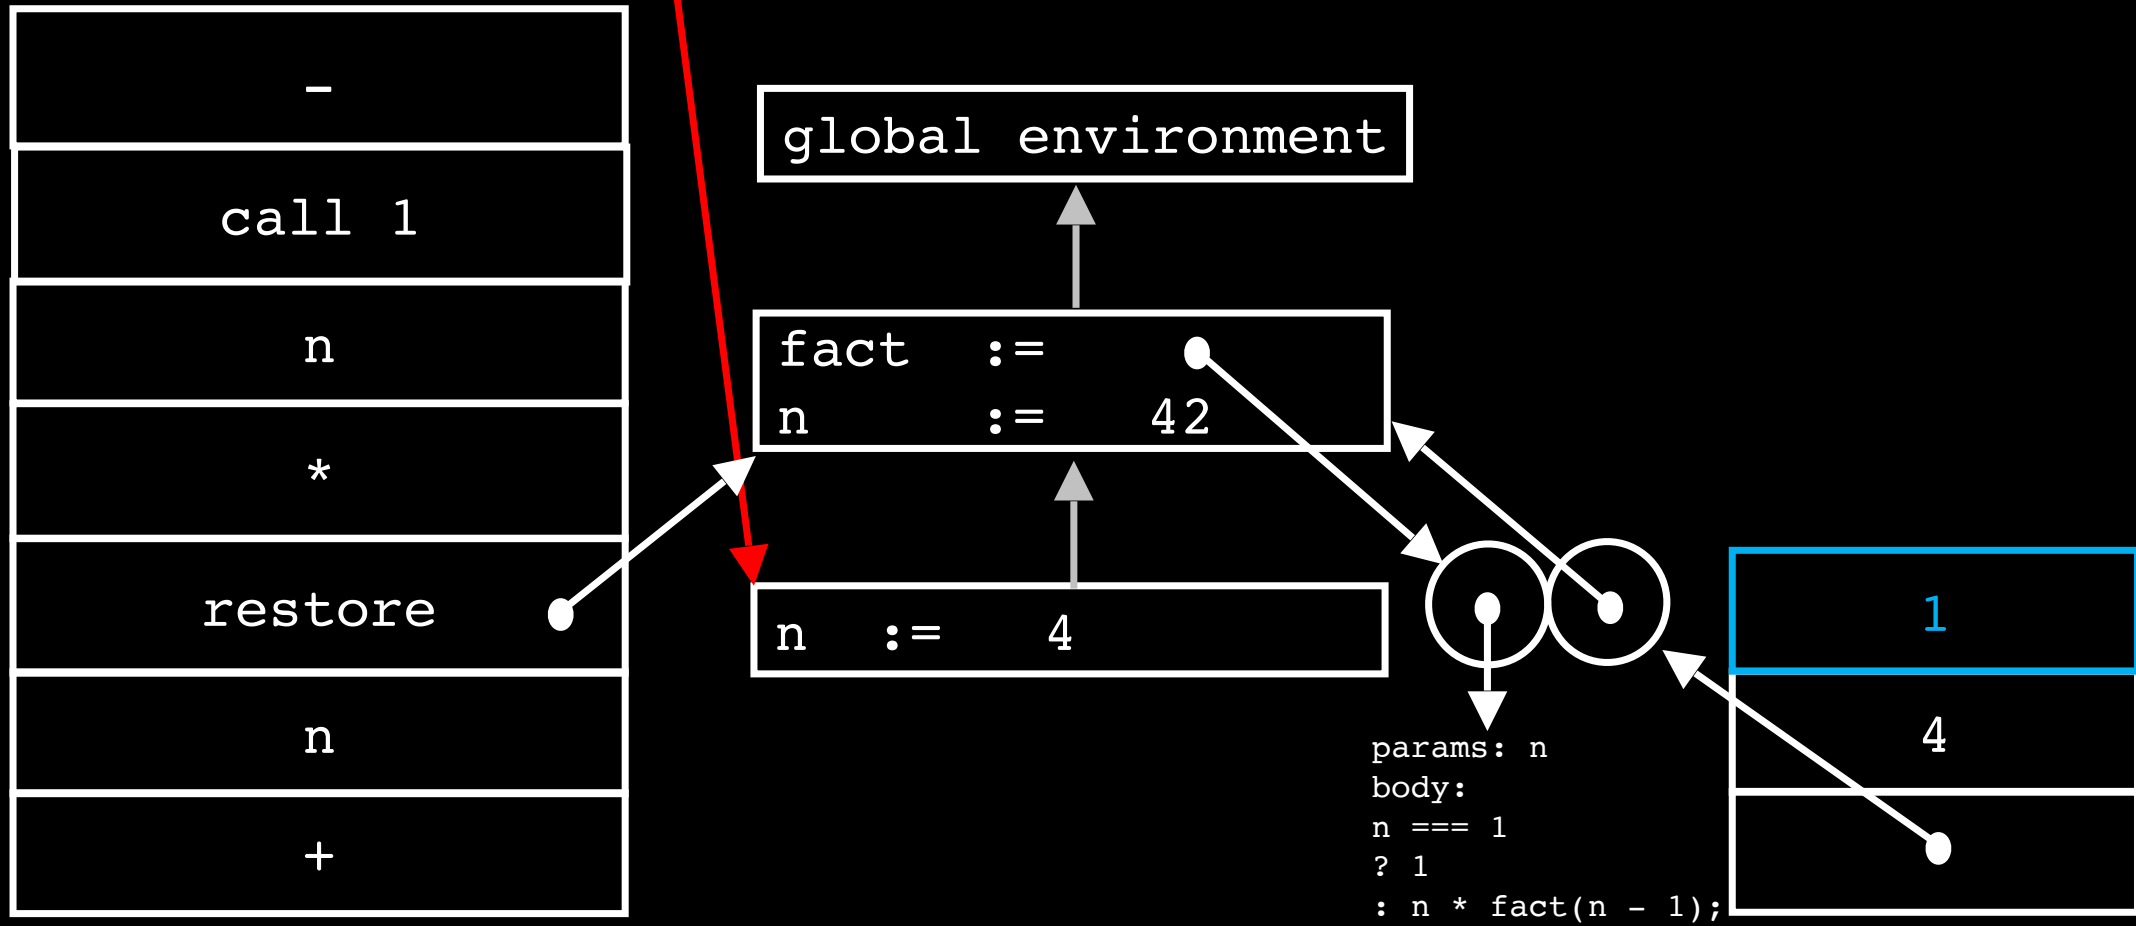 -
call 1
n
*
restore
n
+
global environment
fact :=
n := 42
n := 4
params: n
body:
n === 1
? 1
: n * fact(n - 1);
1
4